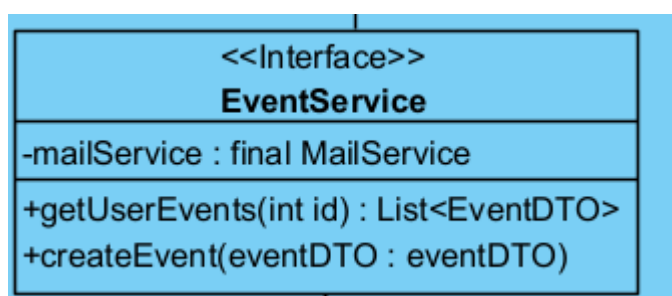 <<Interface>>
EventService
-mailService : final MailService
+getUserEvents(int id) : List<EventDTO>
+createEvent(eventDTO : eventDTO)